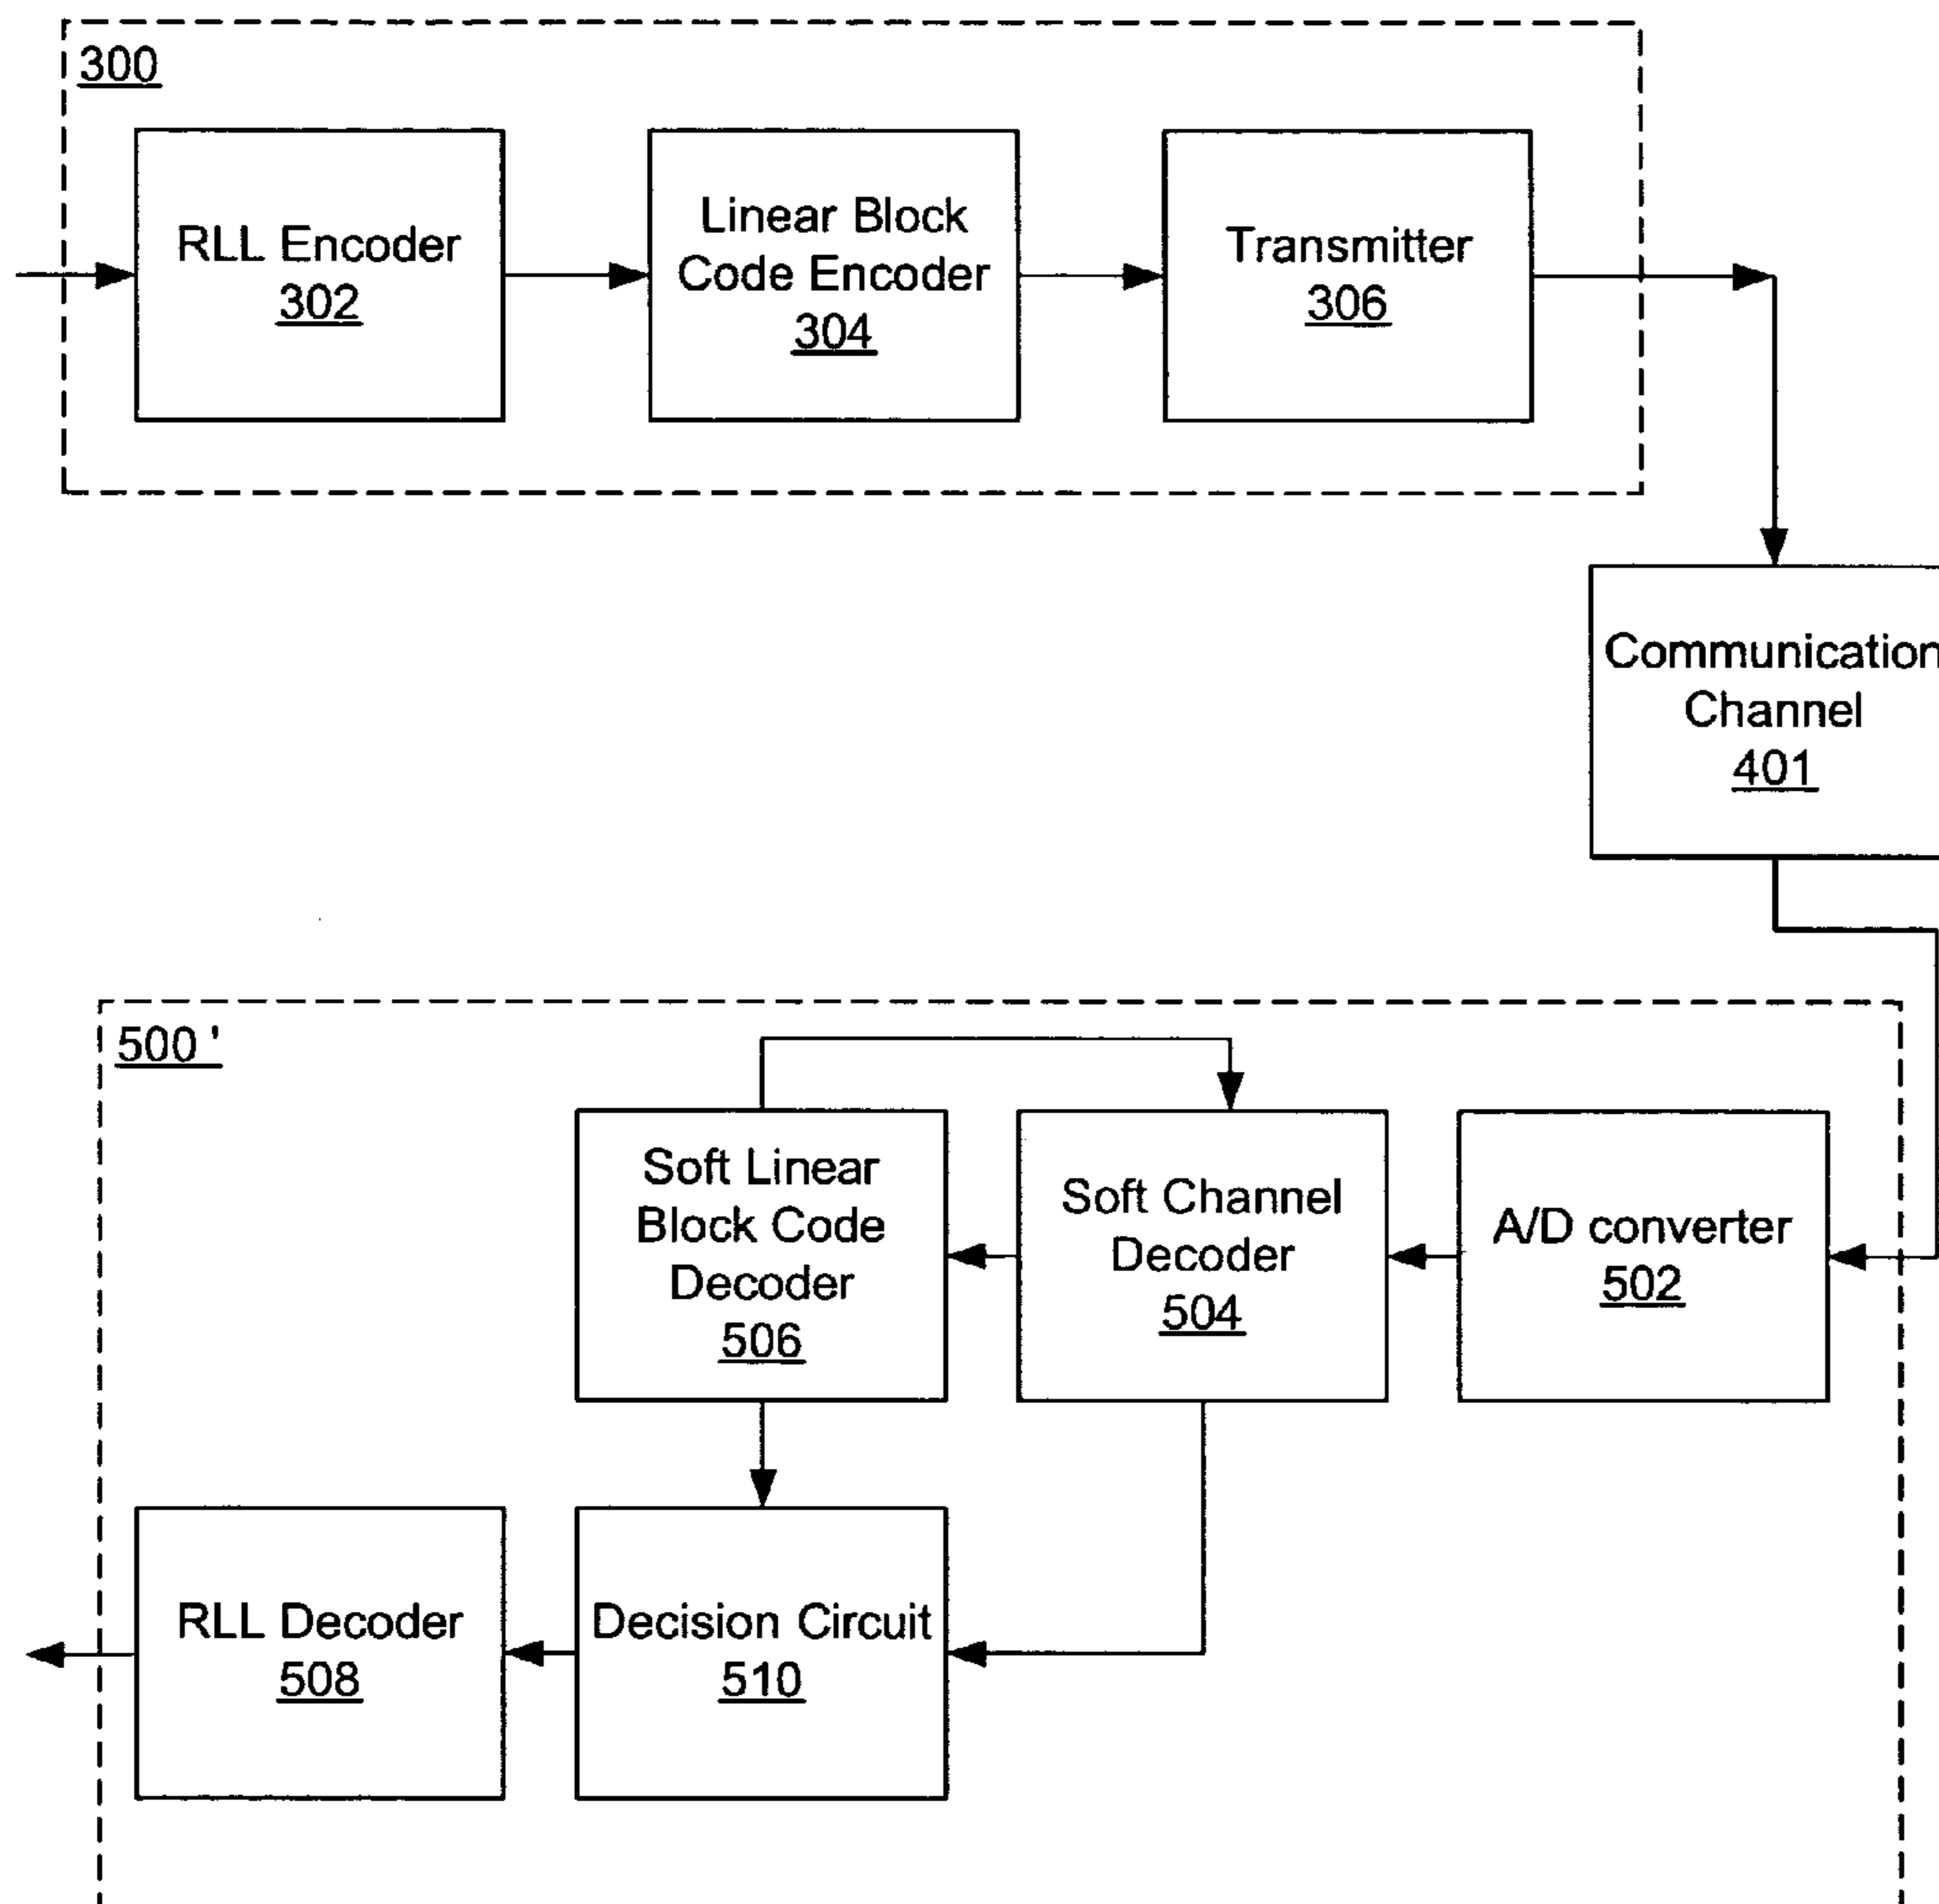 300
RLL Encoder
302
Linear Block
Code Encoder
304
Transmitter
306
Communication
Channel
401
500 '
Soft Linear
Block Code
Decoder
506
Soft Channel
Decoder
504
A/D converter
502
RLL Decoder
508
Decision Circuit
510